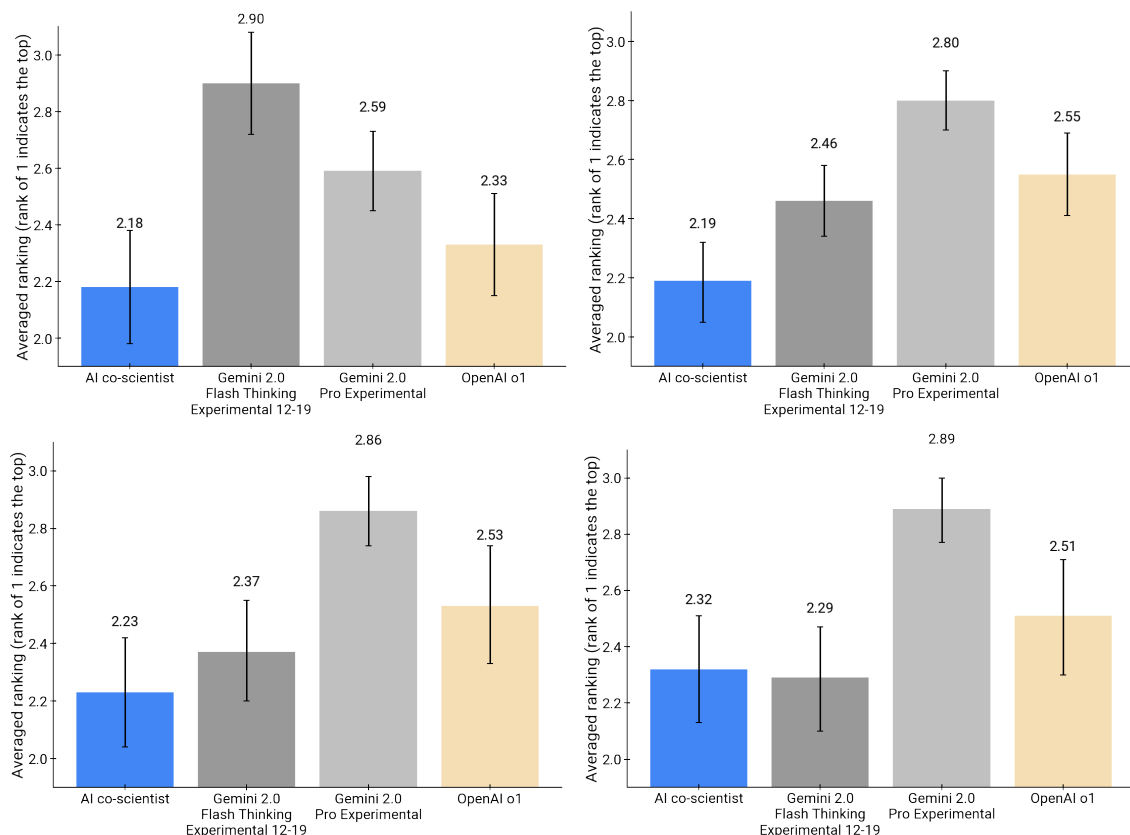 Averaged ranking (rank of 1 indicates the top)
3.0
2.8
2.6
2.4
2.2
2.0
2.18
2.90
2.59
2.33
AI co-scientist
Gemini 2.0
Flash Thinking
Experimental 12-19
Gemini 2.0
Pro Experimental
OpenAI o1
Averaged ranking (rank of 1 indicates the top)
3.0
2.8
2.6
2.4
2.2
2.0
2.19
2.46
2.80
2.55
AI co-scientist
Gemini 2.0
Flash Thinking
Experimental 12-19
Gemini 2.0
Pro Experimental
OpenAI o1
Averaged ranking (rank of 1 indicates the top)
3.0
2.8
2.6
2.4
2.2
2.0
2.23
2.37
2.86
2.53
AI co-scientist
Gemini 2.0
Flash Thinking
Experimental 12-19
Gemini 2.0
Pro Experimental
OpenAI o1
Averaged ranking (rank of 1 indicates the top)
3.0
2.8
2.6
2.4
2.2
2.0
2.32
2.29
2.89
2.51
AI co-scientist
Gemini 2.0
Flash Thinking
Experimental 12-19
Gemini 2.0
Pro Experimental
OpenAI o1